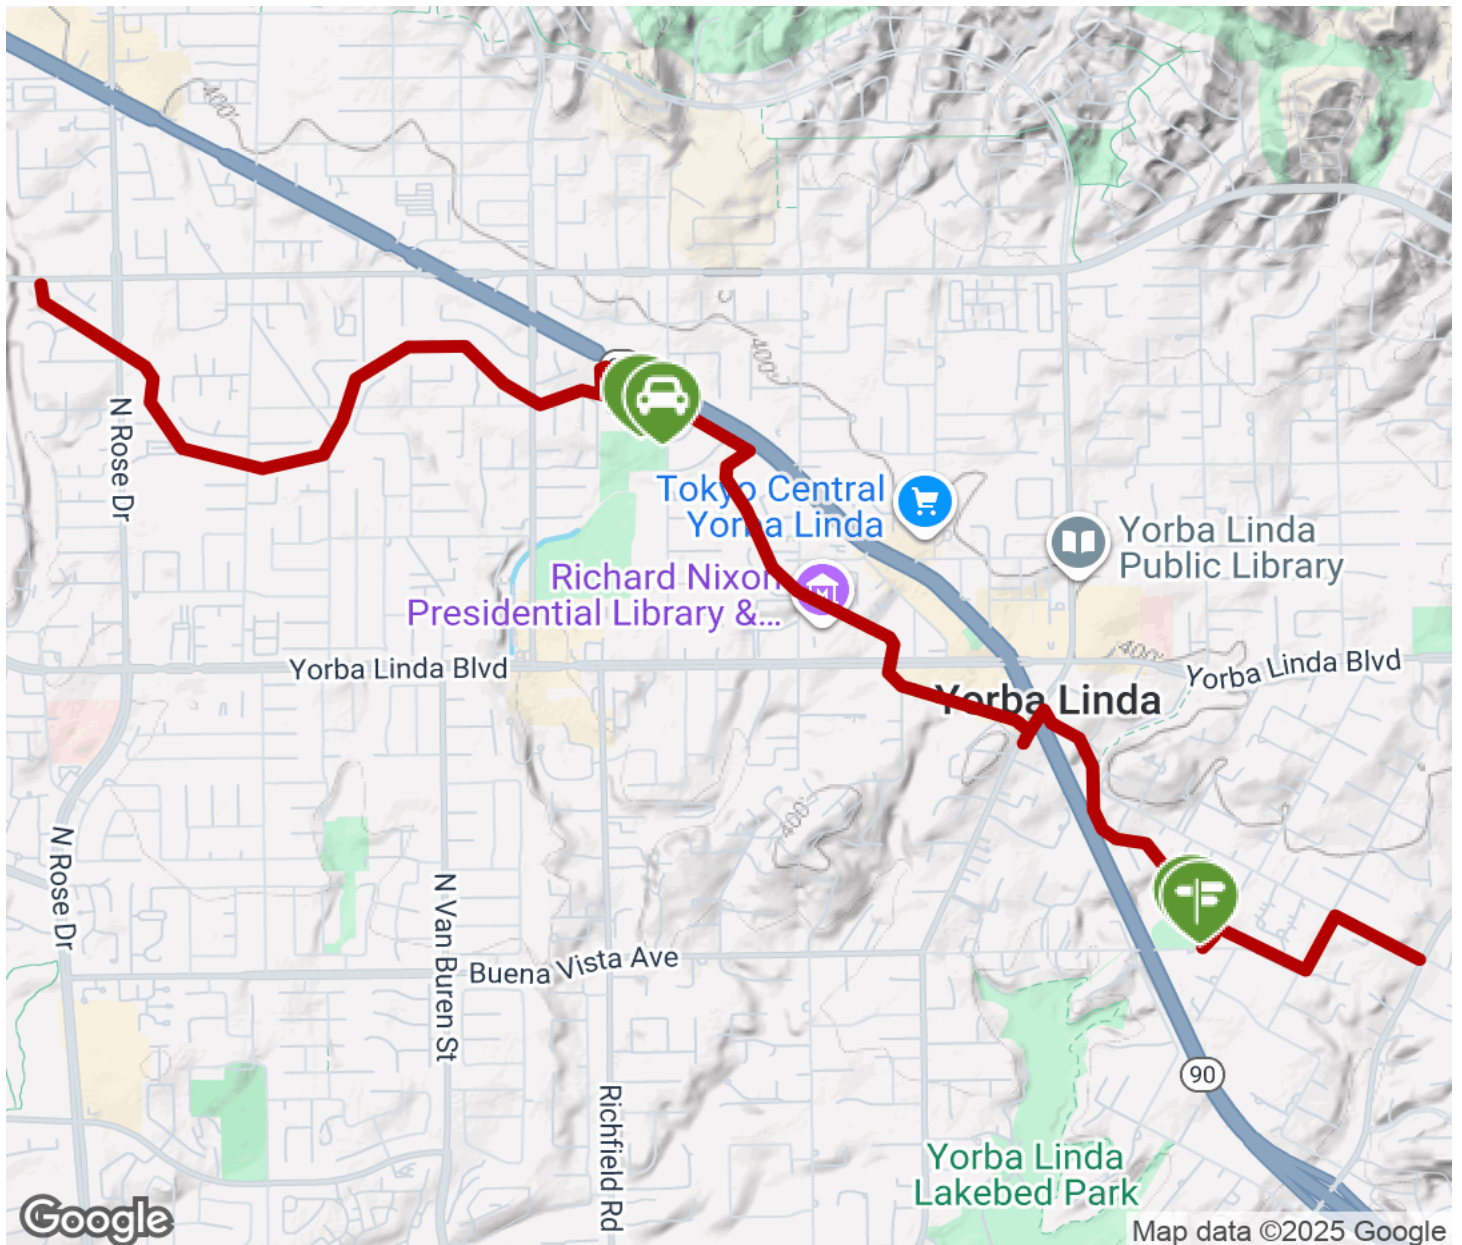 400'
N Rose Dr
400'
Tokyo Central
Yorba Linda
Yorba Linda
Public Library
Richard Nixon
Presidential Library &...
400'
Yorba Linda Blvd
Yorba Linda Blvd
Yorba Linda
400'
N Rose Dr
N Van Buren St
Buena Vista Ave
90
Richfield Rd
Yorba Linda
Lakebed Park
Google
Map data ©2025 Google